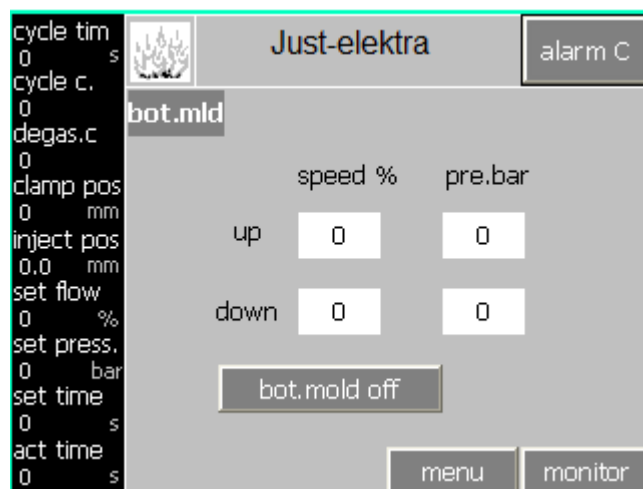 cycle tim
0 s
cycle c.
0
degas.c
0
clamp pos
0 mm
inject pos
0.0 mm
set flow
0 %
set press.
0 bar
set time
0 s
act time
0 s
Just-elektra
alarm C
bot.mld
speed % pre.bar
up 0 0
down 0 0
bot.mold off
menu monitor